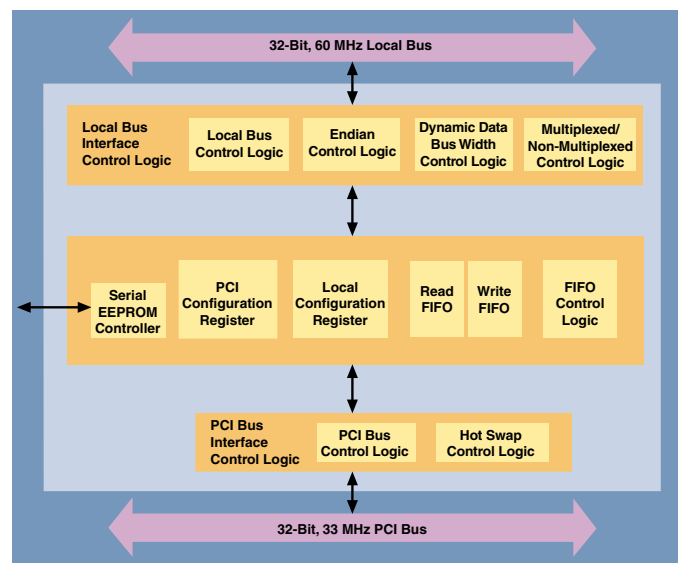 32-Bit, 60 MHz Local Bus
Local Bus
Interface
Control Logic
Local Bus
Control Logic
Endian
Control Logic
Dynamic Data
Bus Width
Control Logic
Multiplexed/
Non-Multiplexed
Control Logic
Serial
EEPROM
Controller
PCI
Configuration
Register
Local
Configuration
Register
Read
FIFO
Write
FIFO
FIFO
Control
Logic
PCI Bus
Interface
Control Logic
PCI Bus
Control Logic
Hot Swap
Control Logic
32-Bit, 33 MHz PCI Bus